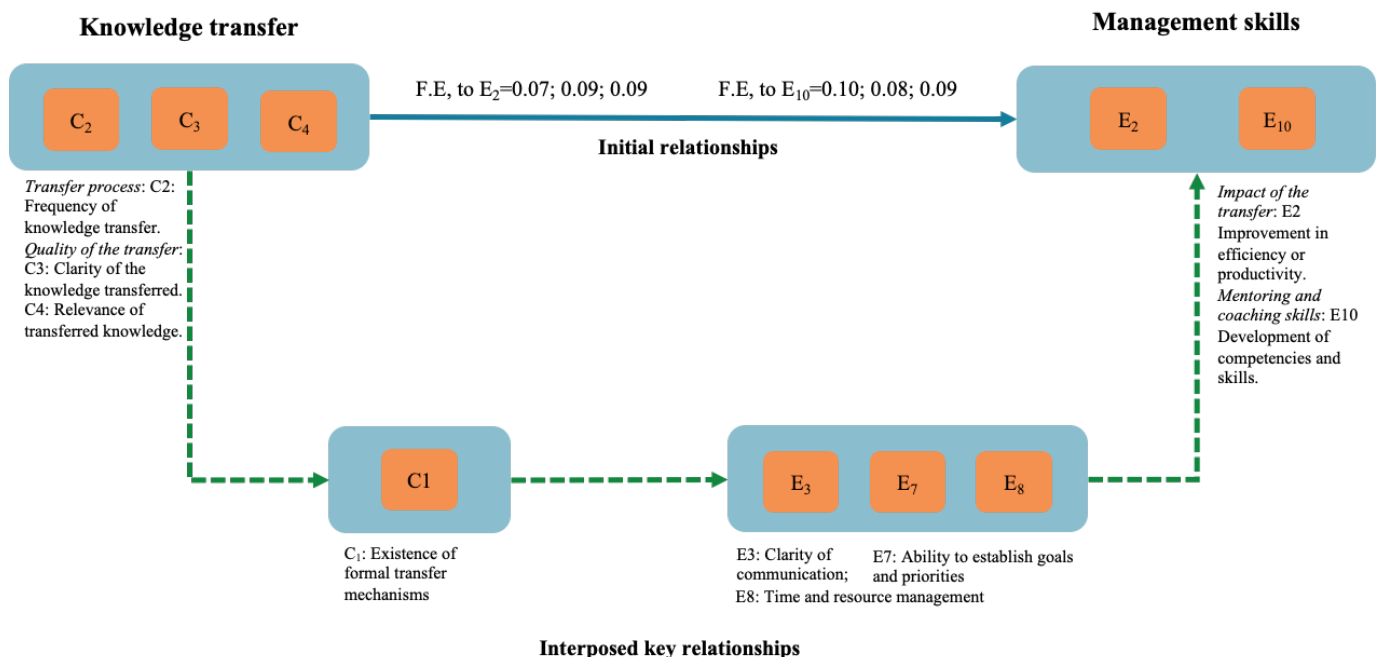 Knowledge transfer
Management skills
C₂
C₃
C₄
F.E, to E₂=0.07; 0.09; 0.09
F.E, to E₁₀=0.10; 0.08; 0.09
Initial relationships
E₂
E₁₀
Transfer process: C2:
Frequency of
knowledge transfer.
Quality of the transfer:
C3: Clarity of the
knowledge transferred.
C4: Relevance of
transferred knowledge.
Impact of the
transfer: E2
Improvement in
efficiency or
productivity.
Mentoring and
coaching skills: E10
Development of
competencies and
skills.
C1
E₃
E₇
E₈
C₁: Existence of
formal transfer
mechanisms
E3: Clarity of
communication;
E7: Ability to establish goals
and priorities
E8: Time and resource management
Interposed key relationships